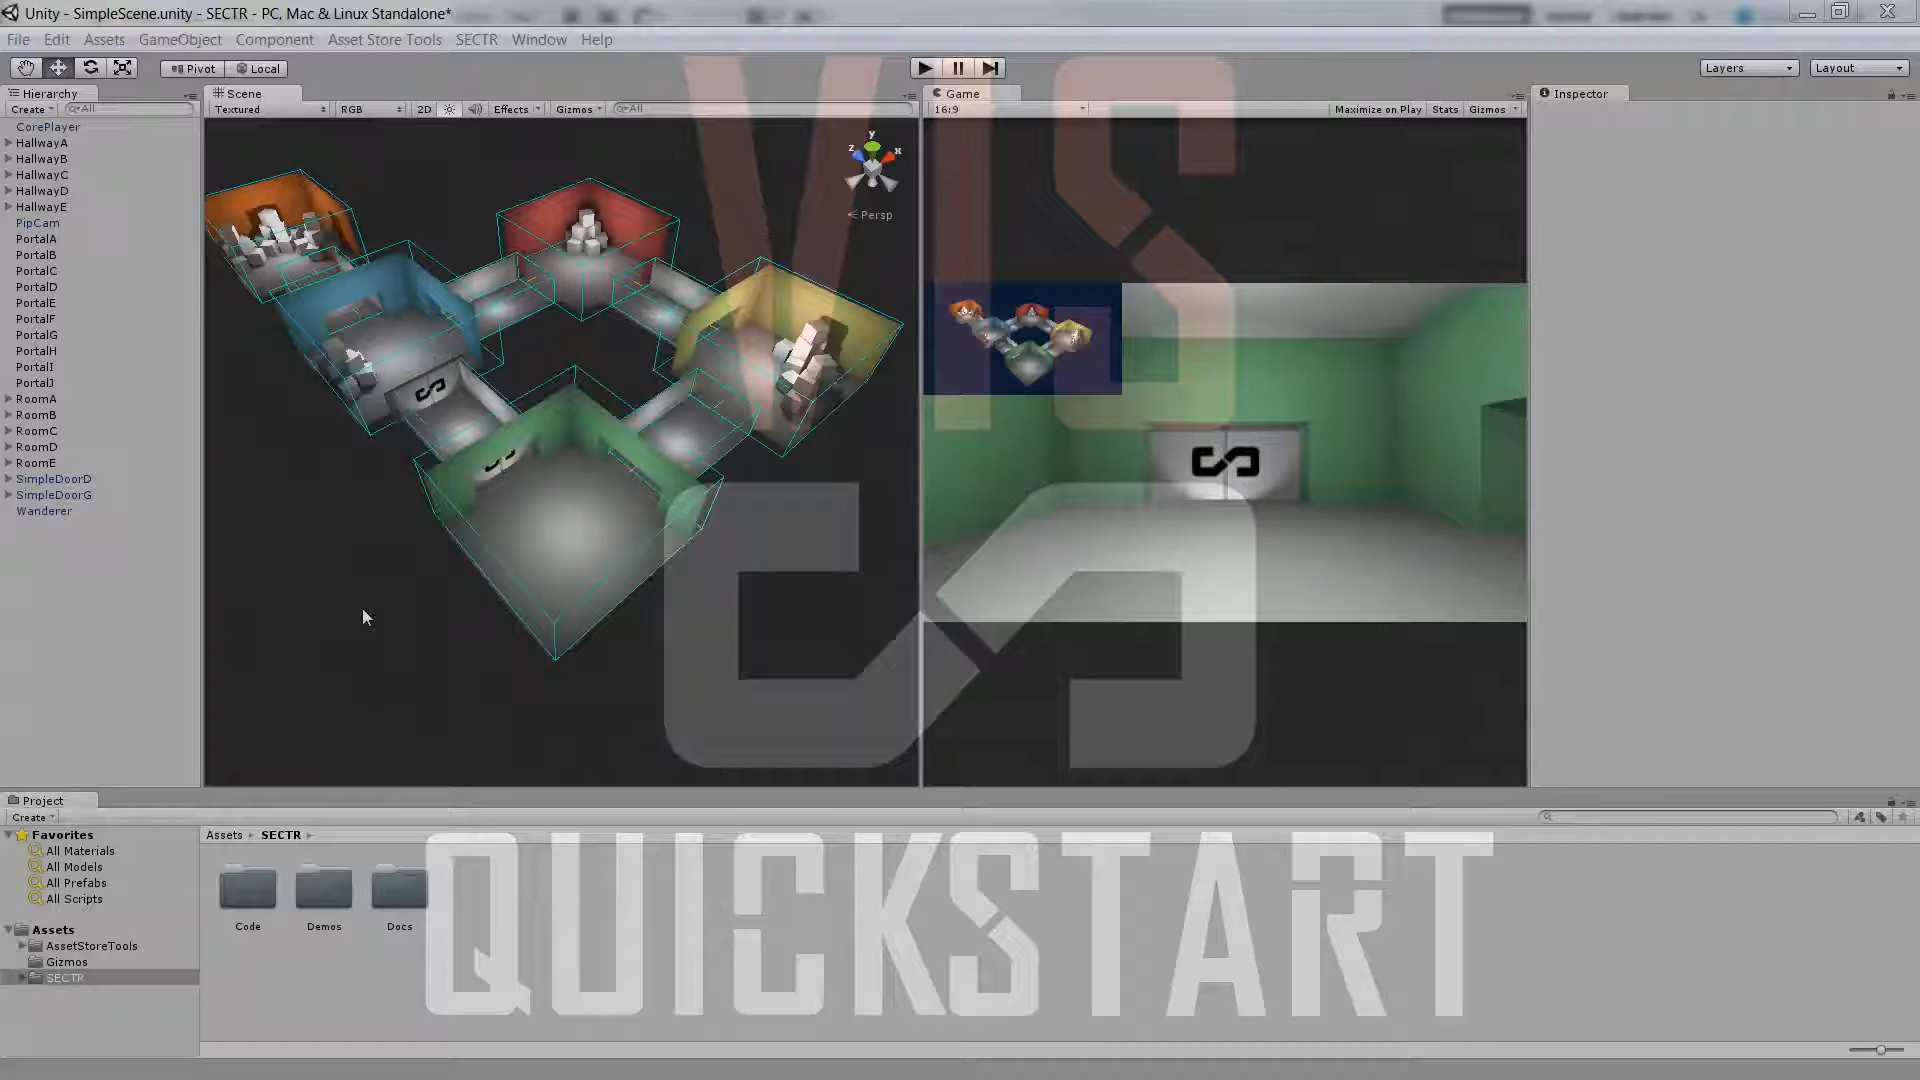 Unity - SimpleScene.unity - SECTR - PC, Mac & Linux Standalone*
File Edit Assets GameObject Component Asset Store Tools SECTR Window Help
Pivot Local
Layers Layout
Hierarchy
Create All
CorePlayer
HallwayA
HallwayB
HallwayC
HallwayD
HallwayE
PipCam
PortalA
PortalB
PortalC
PortalD
PortalE
PortalF
PortalG
PortalH
PortalI
PortalJ
RoomA
RoomB
RoomC
RoomD
RoomE
SimpleDoorD
SimpleDoorG
Wanderer
Scene
Textured RGB 2D Effects Gizmos All
y
z x
Persp
Game
16:9 Maximize on Play Stats Gizmos
Inspector
VIS
Project
Create
Favorites
All Materials
All Models
All Prefabs
All Scripts
Assets
AssetStoreTools
Gizmos
SECTR
Assets SECTR
Code Demos Docs
QUICKSTART